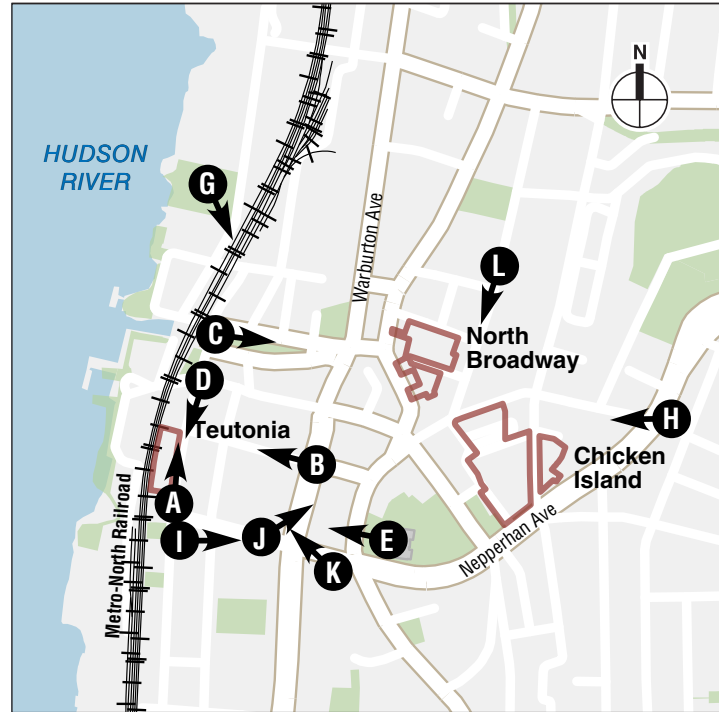 N
HUDSON
RIVER
G
Warburton Ave
L
C
North
Broadway
D
Teutonia
H
B
Chicken
Island
A
Metro-North Railroad
I
J
E
Nepperhan Ave
K